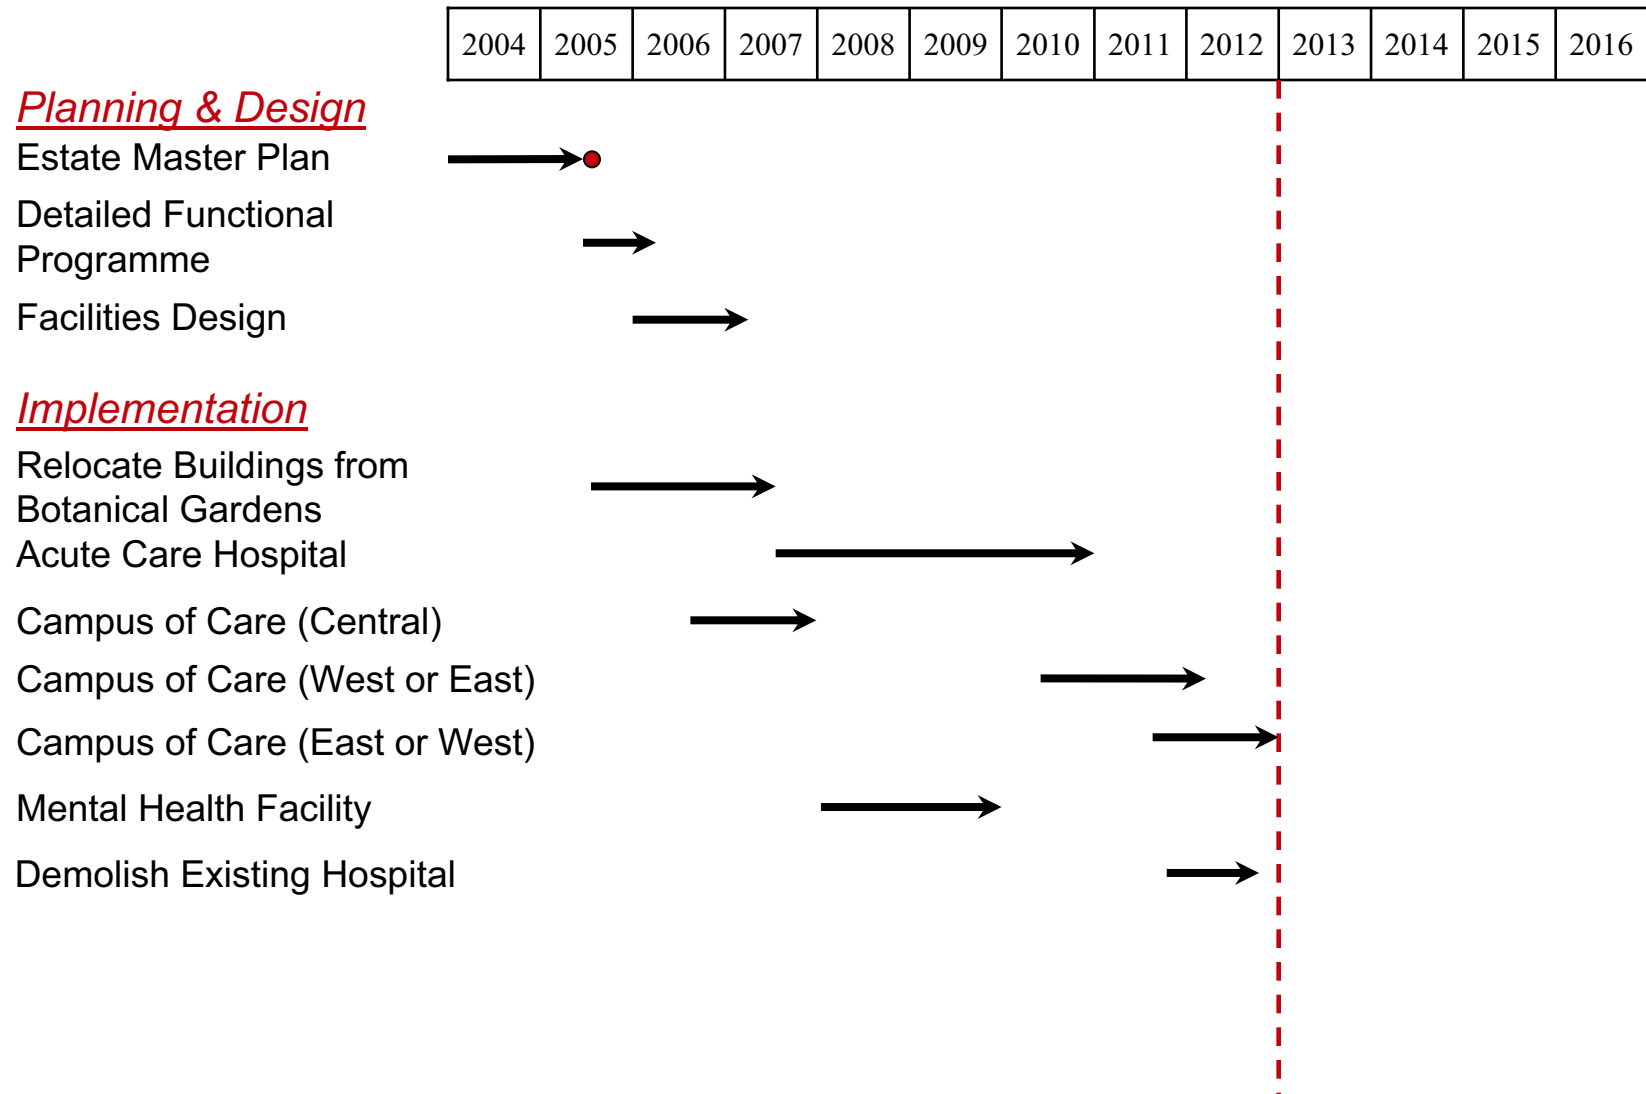 2004 2005 2006 2007 2008 2009 2010 2011 2012 2013 2014 2015 2016
Planning & Design
Estate Master Plan
Detailed Functional
Programme
Facilities Design
Implementation
Relocate Buildings from
Botanical Gardens
Acute Care Hospital
Campus of Care (Central)
Campus of Care (West or East)
Campus of Care (East or West)
Mental Health Facility
Demolish Existing Hospital